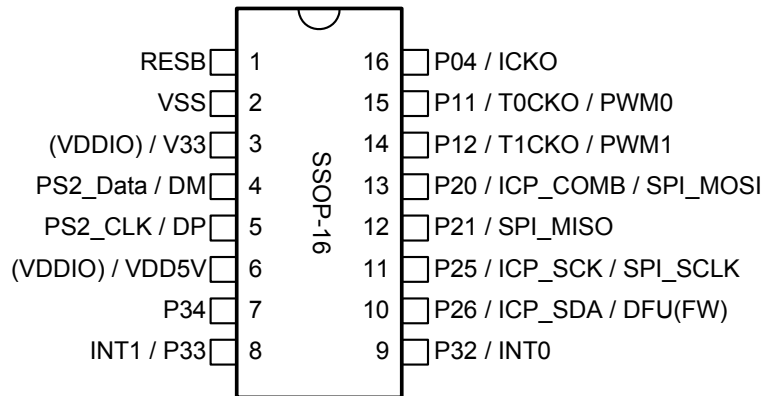 RESB 1 16 P04 / ICKO
VSS 2 15 P11 / T0CKO / PWM0
(VDDIO) / V33 3 14 P12 / T1CKO / PWM1
PS2_Data / DM 4 13 P20 / ICP_COMB / SPI_MOSI
PS2_CLK / DP 5 12 P21 / SPI_MISO
(VDDIO) / VDD5V 6 11 P25 / ICP_SCK / SPI_SCLK
P34 7 10 P26 / ICP_SDA / DFU(FW)
INT1 / P33 8 9 P32 / INT0
SSOP-16